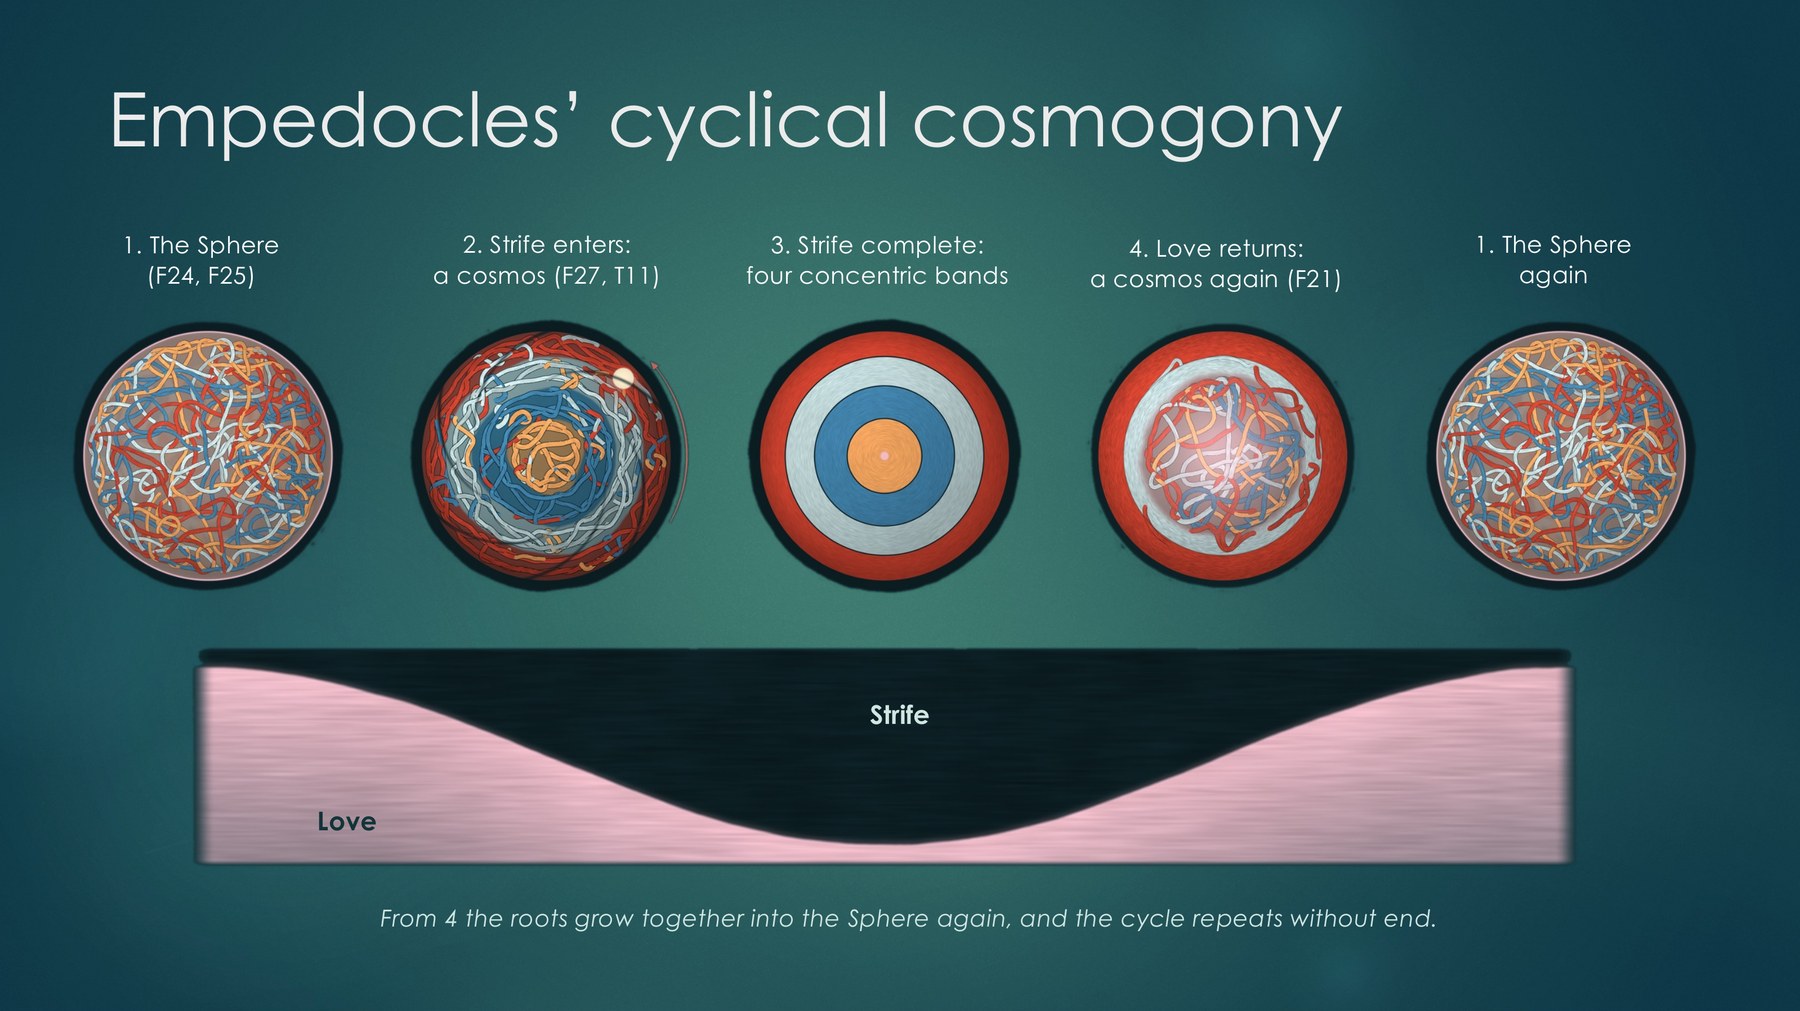 Empedocles’ cyclical cosmogony
1. The Sphere
(F24, F25)
2. Strife enters:
a cosmos (F27, T11)
3. Strife complete:
four concentric bands
4. Love returns:
a cosmos again (F21)
1. The Sphere
again
Strife
Love
From 4 the roots grow together into the Sphere again, and the cycle repeats without end.